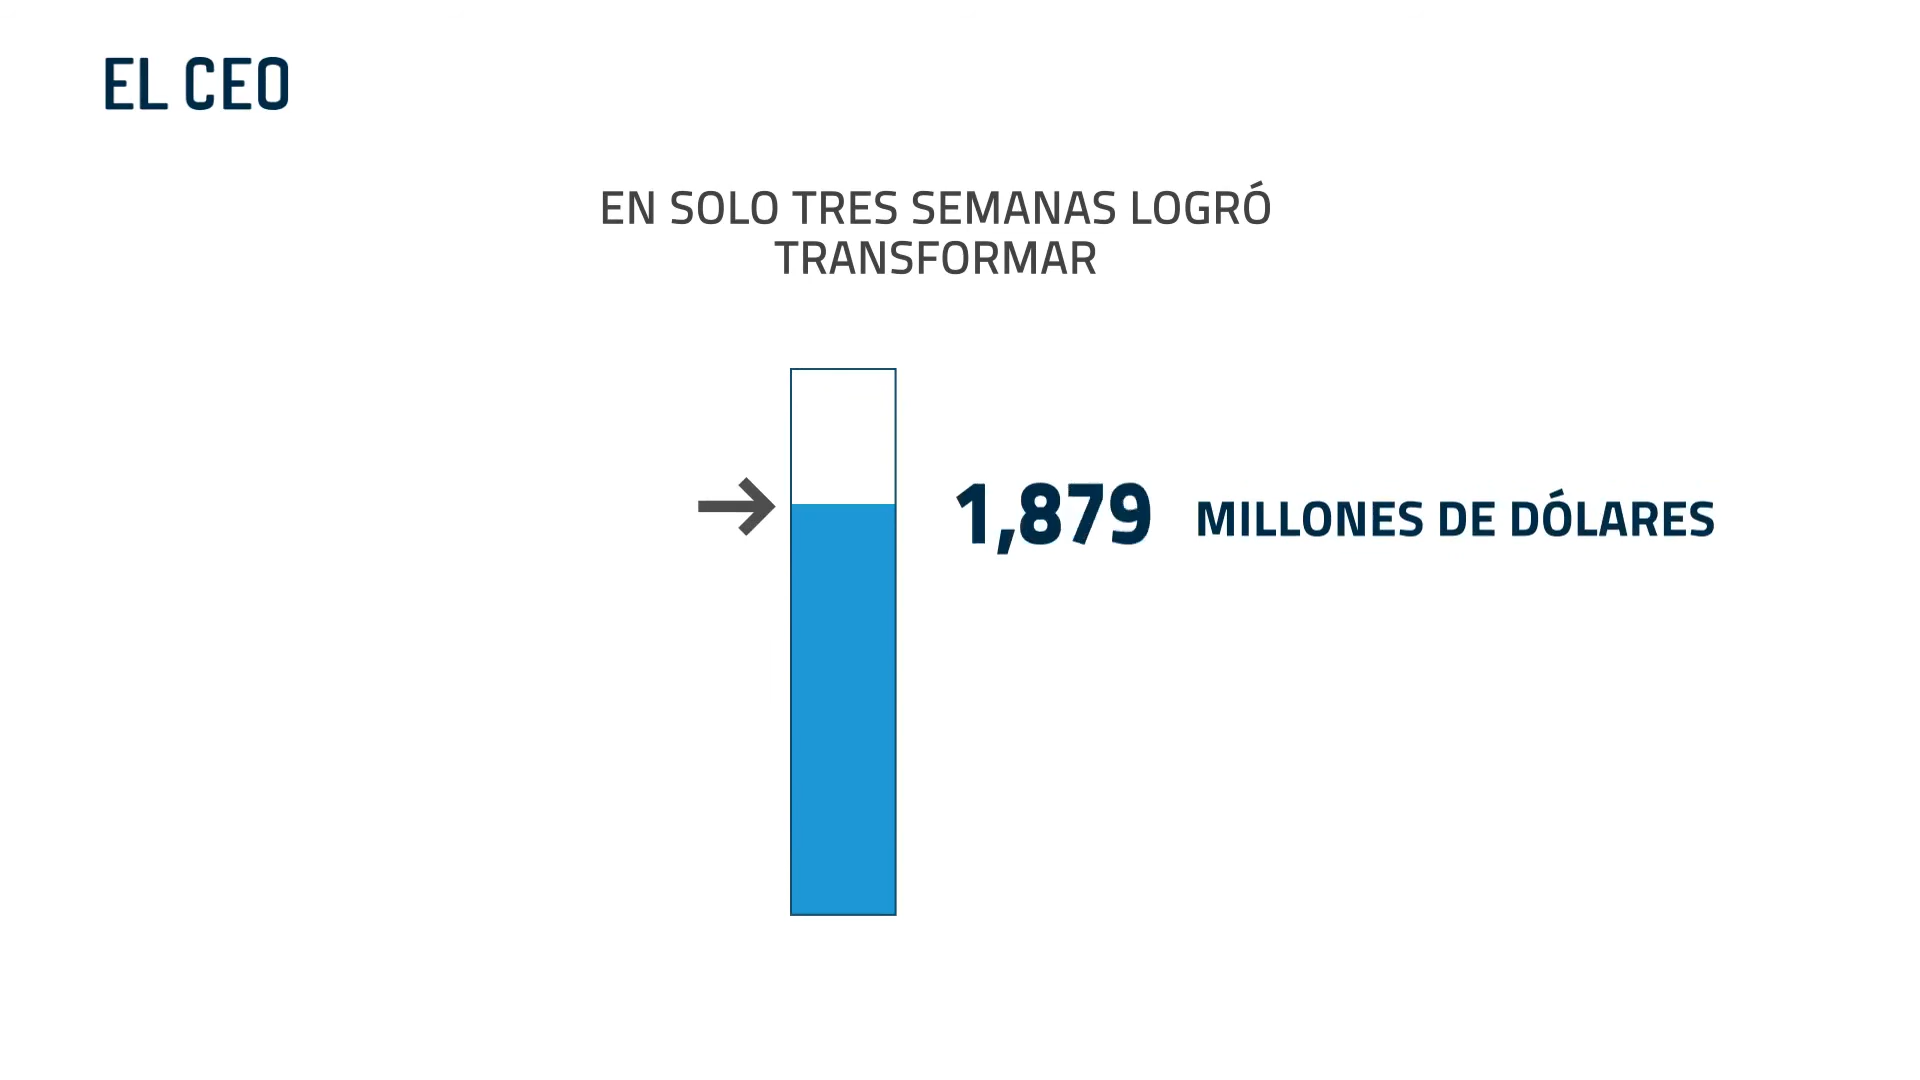 EL CEO
EN SOLO TRES SEMANAS LOGRÓ
TRANSFORMAR
1,879 MILLONES DE DÓLARES